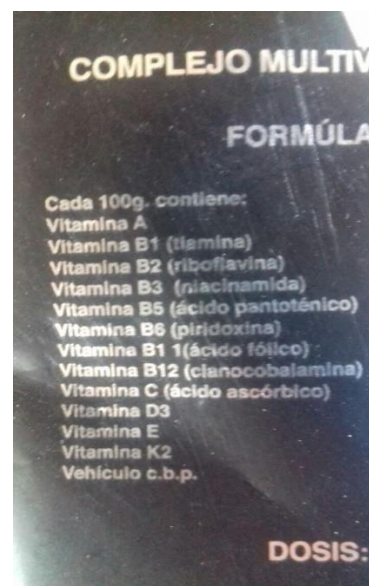 COMPLEJO MULTIV
FORMÚLA
Cada 100g. contiene:
Vitamina A
Vitamina B1 (tiamina)
Vitamina B2 (riboflavina)
Vitamina B3 (niacinamida)
Vitamina B5 (ácido pantoténico)
Vitamina B6 (piridoxina)
Vitamina B1 1(ácido fólico)
Vitamina B12 (cianocobalamina)
Vitamina C (ácido ascórbico)
Vitamina D3
Vitamina E
Vitamina K2
Vehículo c.b.p.
DOSIS: